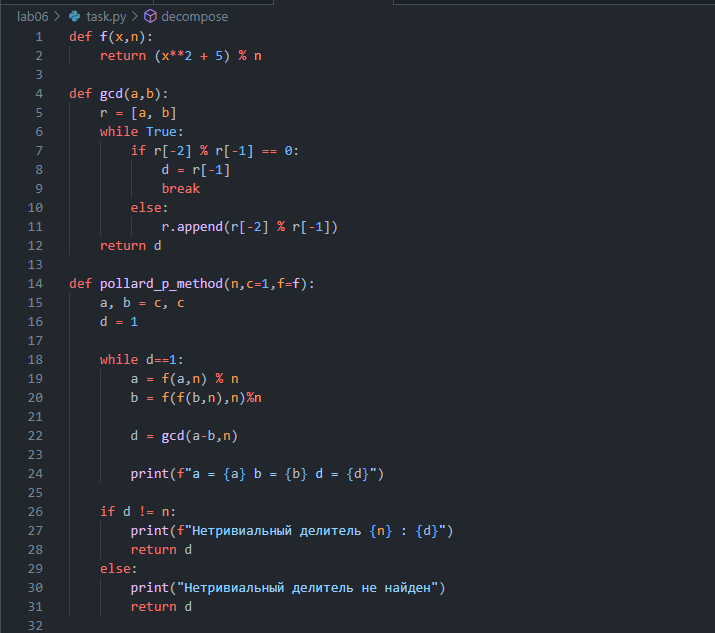 lab06 > task.py > decompose
1 def f(x,n):
2     return (x**2 + 5) % n
3
4 def gcd(a,b):
5     r = [a, b]
6     while True:
7         if r[-2] % r[-1] == 0:
8             d = r[-1]
9             break
10         else:
11             r.append(r[-2] % r[-1])
12     return d
13
14 def pollard_p_method(n,c=1,f=f):
15     a, b = c, c
16     d = 1
17
18     while d==1:
19         a = f(a,n) % n
20         b = f(f(b,n),n)%n
21
22         d = gcd(a-b,n)
23
24         print(f"a = {a} b = {b} d = {d}")
25
26     if d != n:
27         print(f"Нетривиальный делитель {n} : {d}")
28         return d
29     else:
30         print("Нетривиальный делитель не найден")
31         return d
32